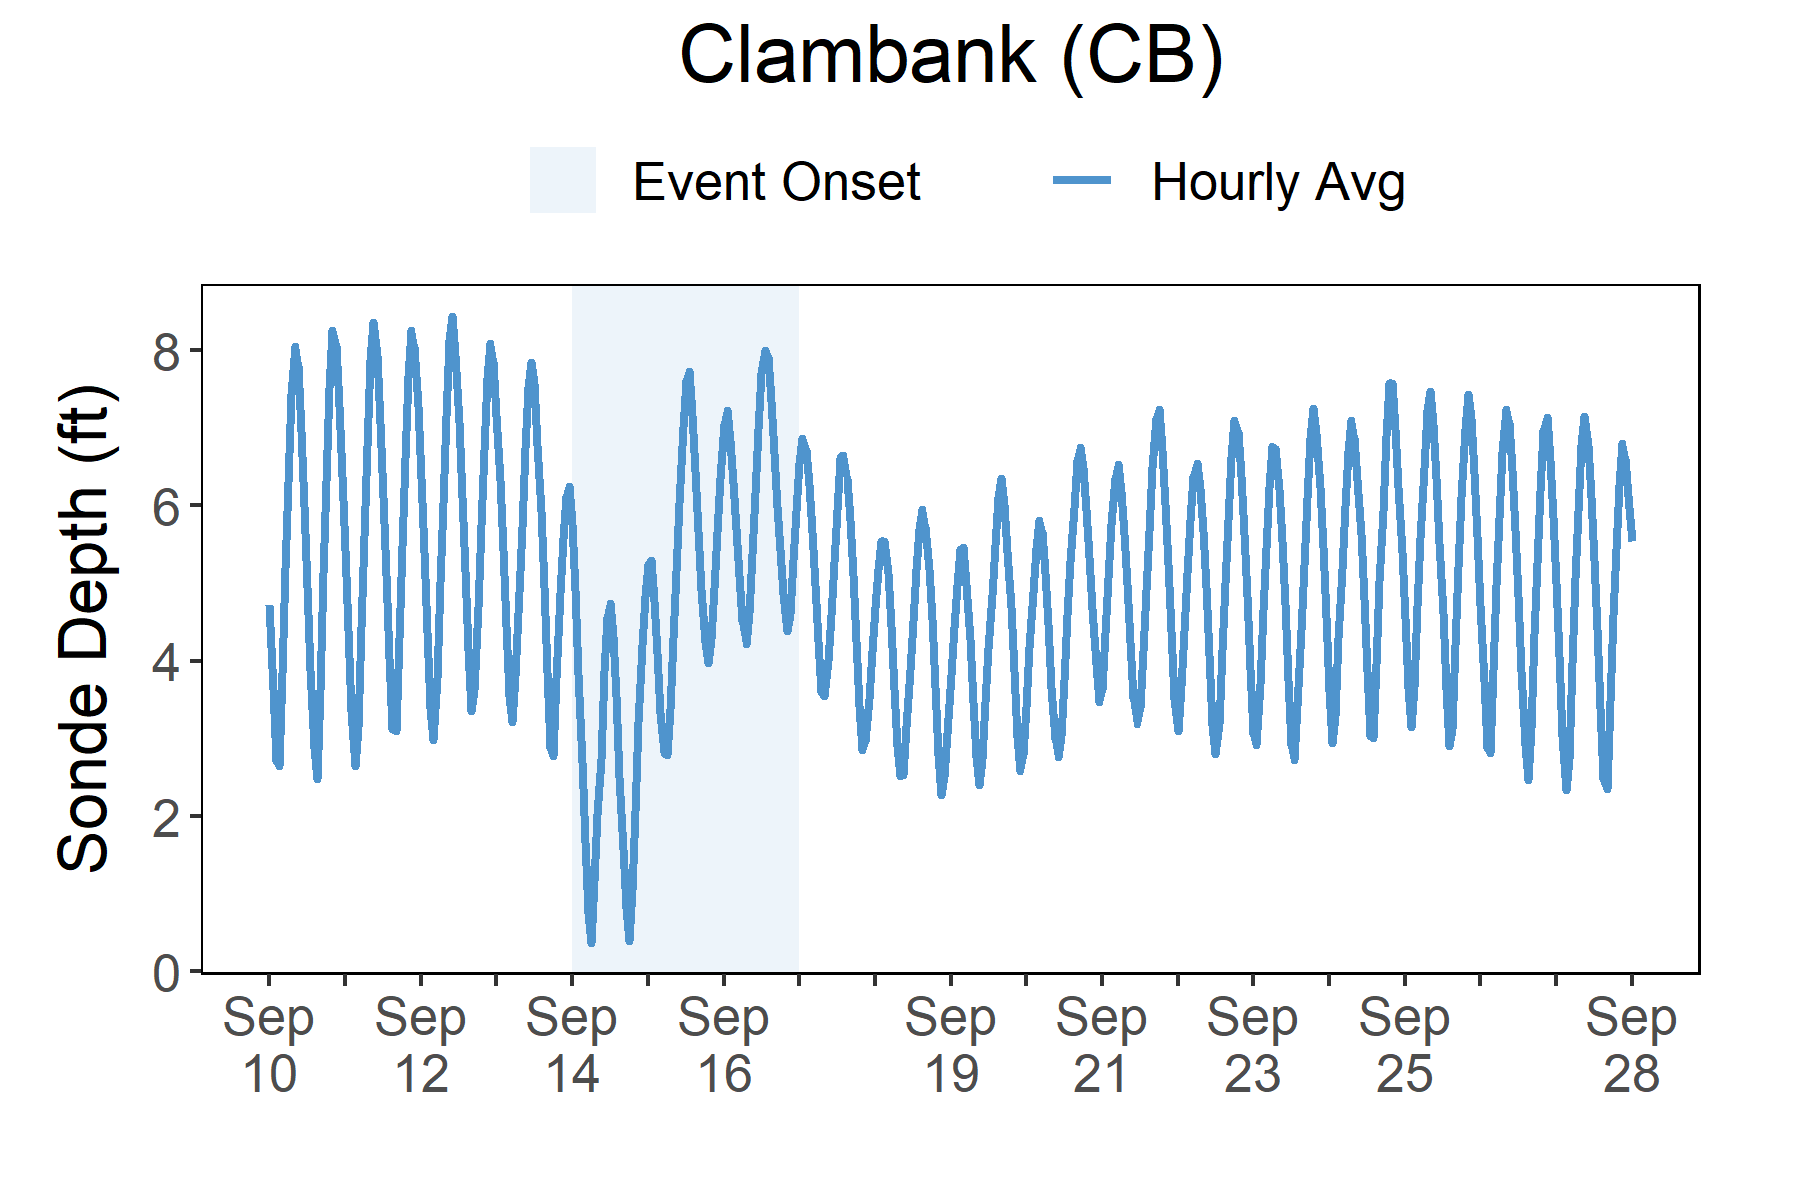 Clambank (CB)
Event Onset
Hourly Avg
Sonde Depth (ft)
8
6
4
2
0
Sep 10
Sep 12
Sep 14
Sep 16
Sep 19
Sep 21
Sep 23
Sep 25
Sep 28